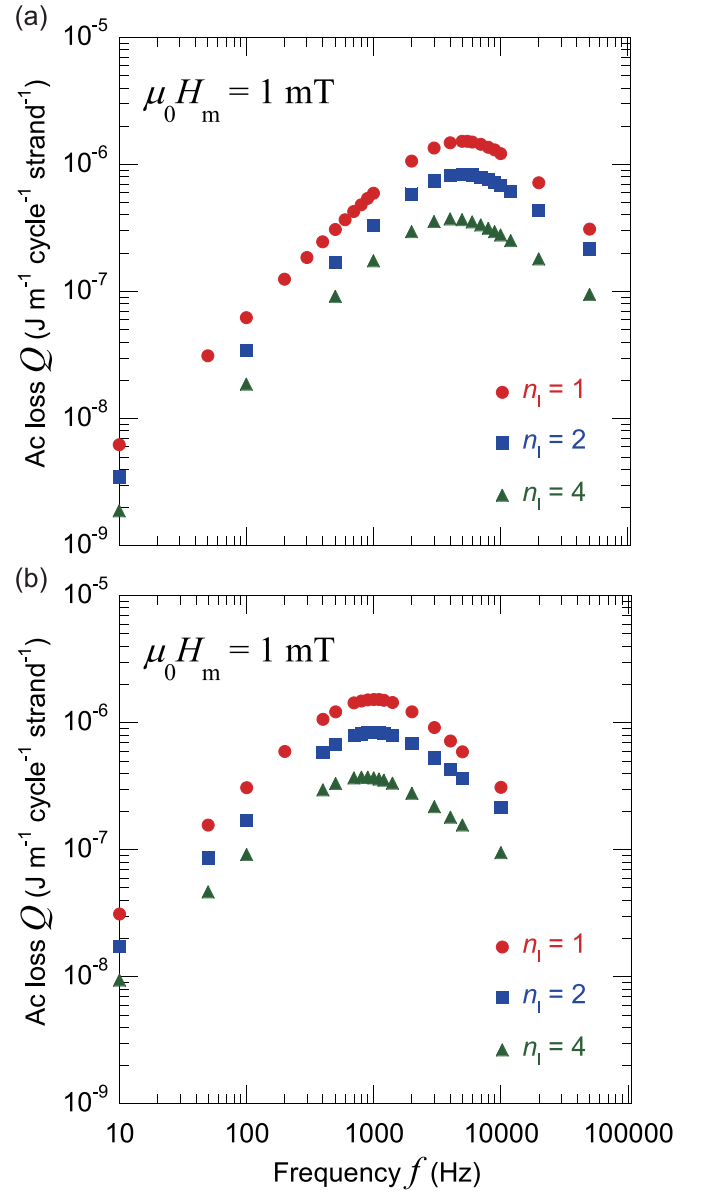 (a)
10⁻⁵
μ₀Hₘ = 1 mT
10⁻⁶
10⁻⁷
10⁻⁸
10⁻⁹
Ac loss Q (J m⁻¹ cycle⁻¹ strand⁻¹)
nₗ = 1
nₗ = 2
nₗ = 4
(b)
10⁻⁵
μ₀Hₘ = 1 mT
10⁻⁶
10⁻⁷
10⁻⁸
10⁻⁹
Ac loss Q (J m⁻¹ cycle⁻¹ strand⁻¹)
nₗ = 1
nₗ = 2
nₗ = 4
10 100 1000 10000 100000
Frequency f (Hz)